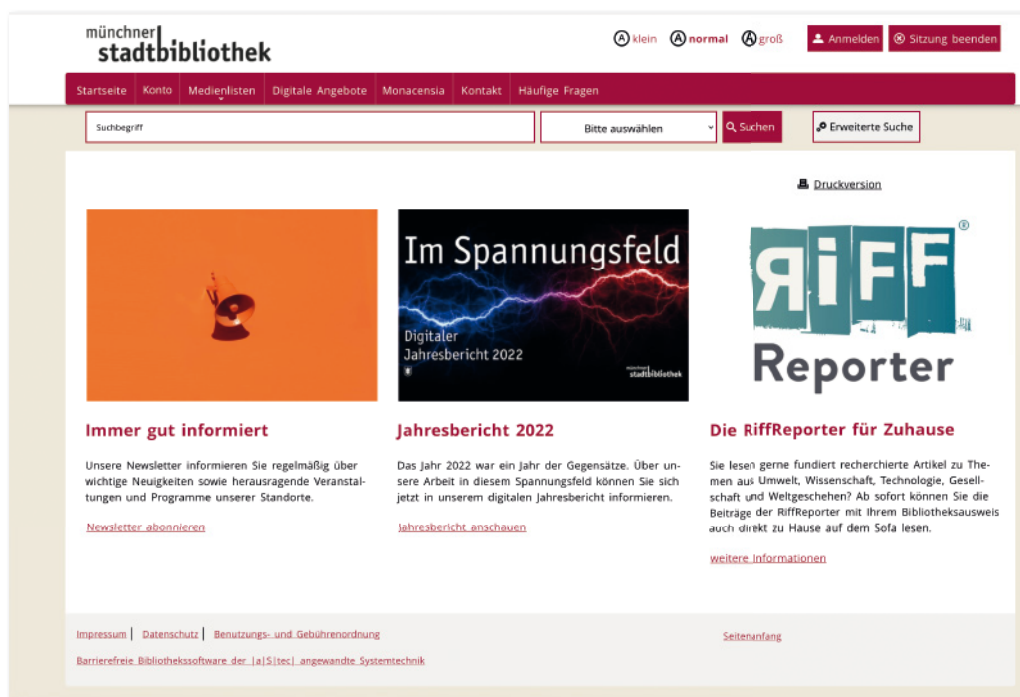 münchner
stadtbibliothek
klein normal groß Anmelden Sitzung beenden
Startseite Konto Medienlisten Digitale Angebote Monacensia Kontakt Häufige Fragen
Suchbegriff Bitte auswählen Suchen Erweiterte Suche
Druckversion
Im Spannungsfeld
Digitaler
Jahresbericht 2022
münchner
stadtbibliothek
RiFF
®
Reporter
Immer gut informiert
Unsere Newsletter informieren Sie regelmäßig über
wichtige Neuigkeiten sowie herausragende Veranstal-
tungen und Programme unserer Standorte.
Newsletter abonnieren
Jahresbericht 2022
Das Jahr 2022 war ein Jahr der Gegensätze. Über un-
sere Arbeit in diesem Spannungsfeld können Sie sich
jetzt in unserem digitalen Jahresbericht informieren.
Jahresbericht anschauen
Die RiffReporter für Zuhause
Sie lesen gerne fundiert recherchierte Artikel zu The-
men aus Umwelt, Wissenschaft, Technologie, Gesell-
schaft und Weltgeschehen? Ab sofort können Sie die
Beiträge der RiffReporter mit Ihrem Bibliotheksausweis
auch direkt zu Hause auf dem Sofa lesen.
weitere Informationen
Impressum | Datenschutz | Benutzungs- und Gebührenordnung
Seitenanfang
Barrierefreie Bibliothekssoftware der |a|S|tec| angewandte Systemtechnik